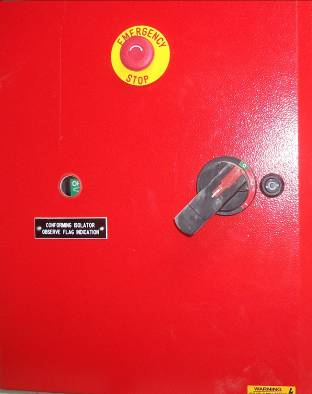 EMERGENCY
STOP
CONFORMING ISOLATOR
OBSERVE FLAG INDICATION
WARNING